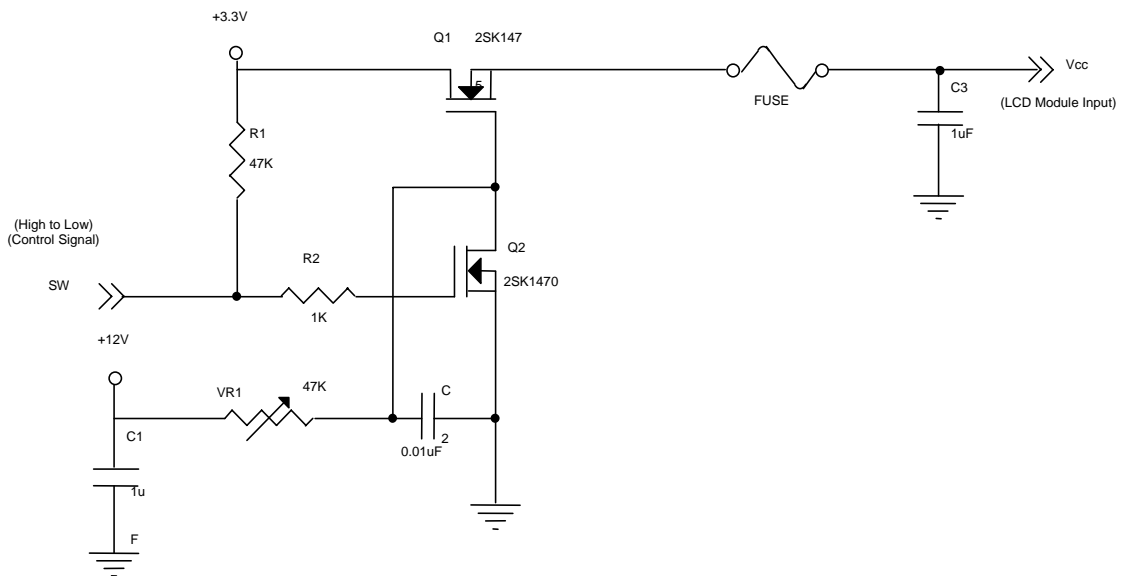 +3.3V
Q1 2SK147
5
Vcc
FUSE
C3
(LCD Module Input)
1uF
R1
47K
(High to Low)
(Control Signal)
SW
R2
1K
Q2
2SK1470
+12V
VR1
47K
C
2
0.01uF
C1
1u
F